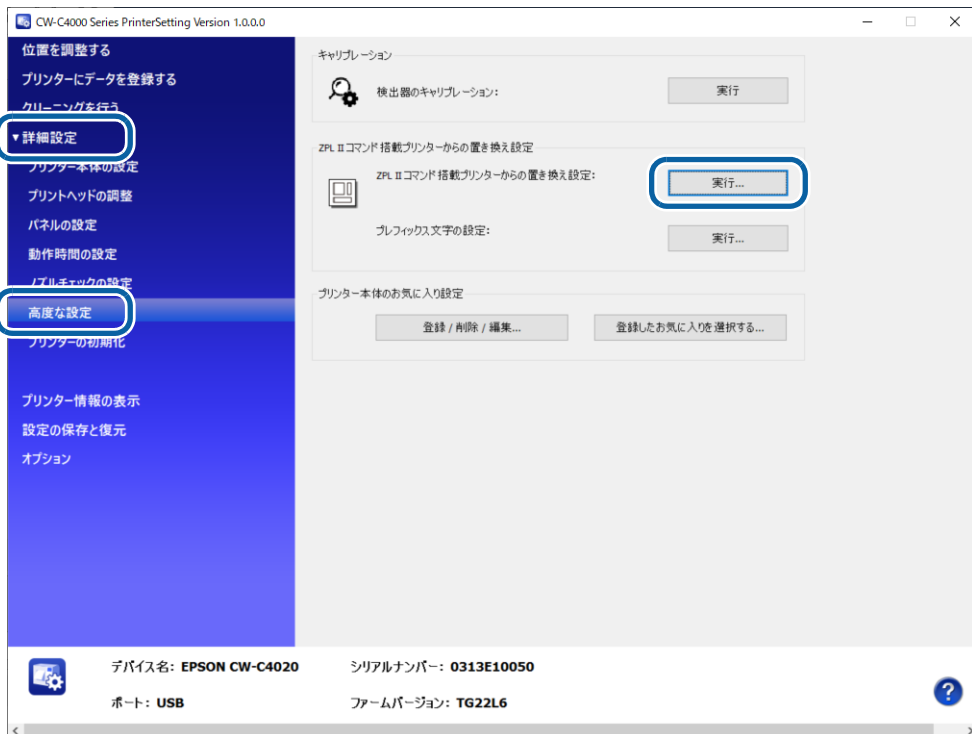 CW-C4000 Series PrinterSetting Version 1.0.0.0
位置を調整する
プリンターにデータを登録する
クリーニングを行う
▼詳細設定
プリンター本体の設定
プリントヘッドの調整
パネルの設定
動作時間の設定
ノズルチェックの設定
高度な設定
プリンターの初期化
プリンター情報の表示
設定の保存と復元
オプション
キャリブレーション
検出器のキャリブレーション:
実行
ZPL IIコマンド搭載プリンターからの置き換え設定
ZPL IIコマンド搭載プリンターからの置き換え設定:
実行...
プレフィックス文字の設定:
実行...
プリンター本体のお気に入り設定
登録 / 削除 / 編集...
登録したお気に入りを選択する...
デバイス名: EPSON CW-C4020
シリアルナンバー: 0313E10050
ポート: USB
ファームバージョン: TG22L6
?